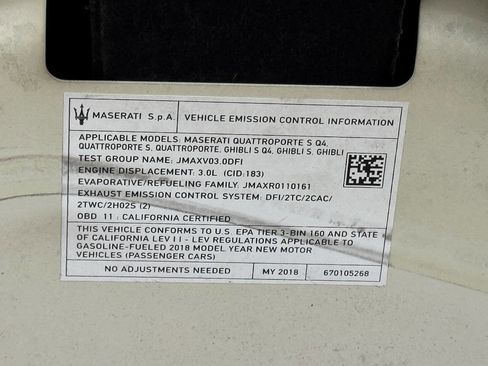 MASERATI S.p.A. VEHICLE EMISSION CONTROL INFORMATION
APPLICABLE MODELS: MASERATI QUATTROPORTE S Q4,
QUATTROPORTE S, QUATTROPORTE, GHIBLI S Q4, GHIBLI S, GHIBLI
TEST GROUP NAME: JMAXV03.0DFI
ENGINE DISPLACEMENT: 3.0L (CID:183)
EVAPORATIVE/REFUELING FAMILY: JMAXR0110161
EXHAUST EMISSION CONTROL SYSTEM: DFI/2TC/2CAC/
2TWC/2HO2S (2)
OBD 11 : CALIFORNIA CERTIFIED
THIS VEHICLE CONFORMS TO U.S. EPA TIER 3-BIN 160 AND STATE
OF CALIFORNIA LEV III - LEV REGULATIONS APPLICABLE TO
GASOLINE-FUELED 2018 MODEL YEAR NEW MOTOR
VEHICLES (PASSENGER CARS)
NO ADJUSTMENTS NEEDED MY 2018 670105268